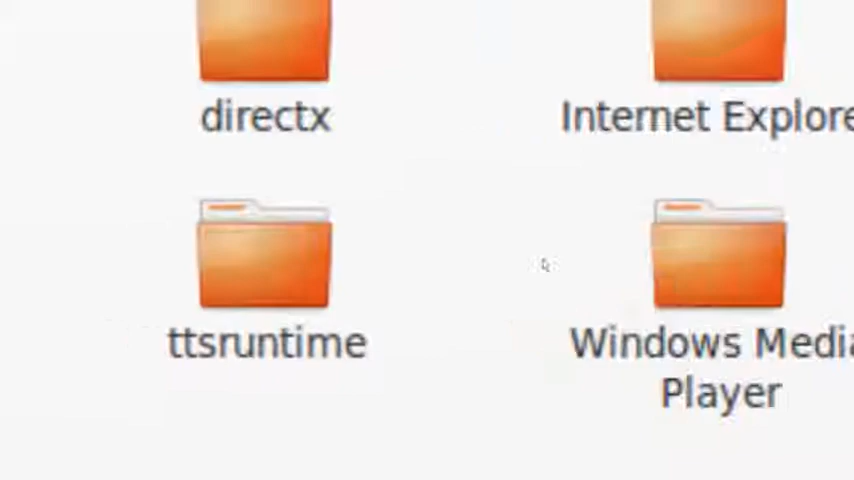 directx
Internet Explore
ttsruntime
Windows Media
Player